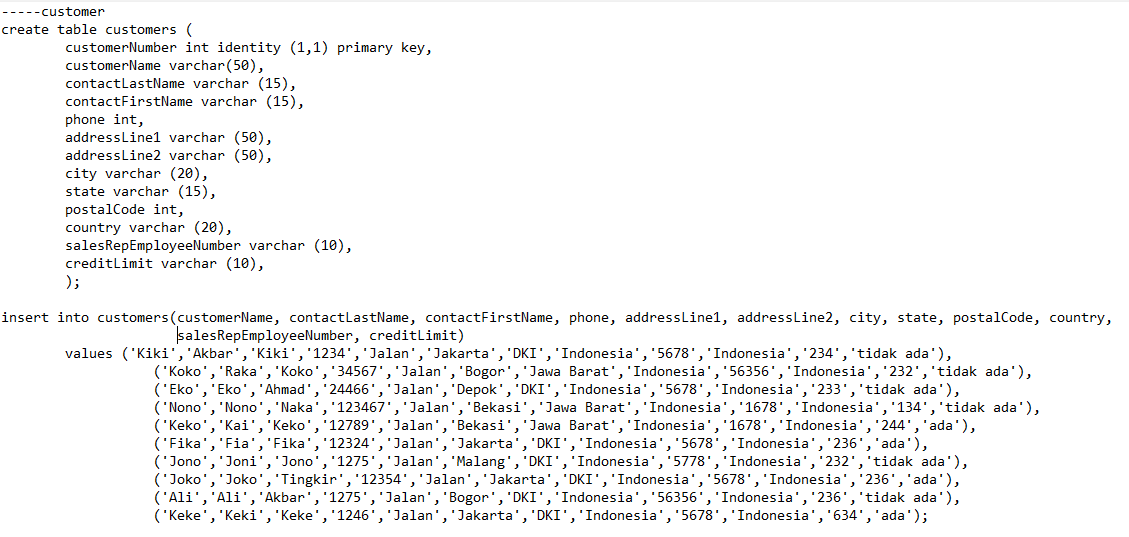 -----customer
create table customers (
customerNumber int identity (1,1) primary key,
customerName varchar(50),
contactLastName varchar (15),
contactFirstName varchar (15),
phone int,
addressLine1 varchar (50),
addressLine2 varchar (50),
city varchar (20),
state varchar (15),
postalCode int,
country varchar (20),
salesRepEmployeeNumber varchar (10),
creditLimit varchar (10),
);
insert into customers(customerName, contactLastName, contactFirstName, phone, addressLine1, addressLine2, city, state, postalCode, country,
salesRepEmployeeNumber, creditLimit)
values ('Kiki','Akbar','Kiki','1234','Jalan','Jakarta','DKI','Indonesia','5678','Indonesia','234','tidak ada'),
('Koko','Raka','Koko','34567','Jalan','Bogor','Jawa Barat','Indonesia','56356','Indonesia','232','tidak ada'),
('Eko','Eko','Ahmad','24466','Jalan','Depok','DKI','Indonesia','5678','Indonesia','233','tidak ada'),
('Nono','Nono','Naka','123467','Jalan','Bekasi','Jawa Barat','Indonesia','1678','Indonesia','134','tidak ada'),
('Keko','Kai','Keko','12789','Jalan','Bekasi','Jawa Barat','Indonesia','1678','Indonesia','244','ada'),
('Fika','Fia','Fika','12324','Jalan','Jakarta','DKI','Indonesia','5678','Indonesia','236','ada'),
('Jono','Joni','Jono','1275','Jalan','Malang','DKI','Indonesia','5778','Indonesia','232','tidak ada'),
('Joko','Joko','Tingkir','12354','Jalan','Jakarta','DKI','Indonesia','5678','Indonesia','236','ada'),
('Ali','Ali','Akbar','1275','Jalan','Bogor','DKI','Indonesia','56356','Indonesia','236','tidak ada'),
('Keke','Keki','Keke','1246','Jalan','Jakarta','DKI','Indonesia','5678','Indonesia','634','ada');